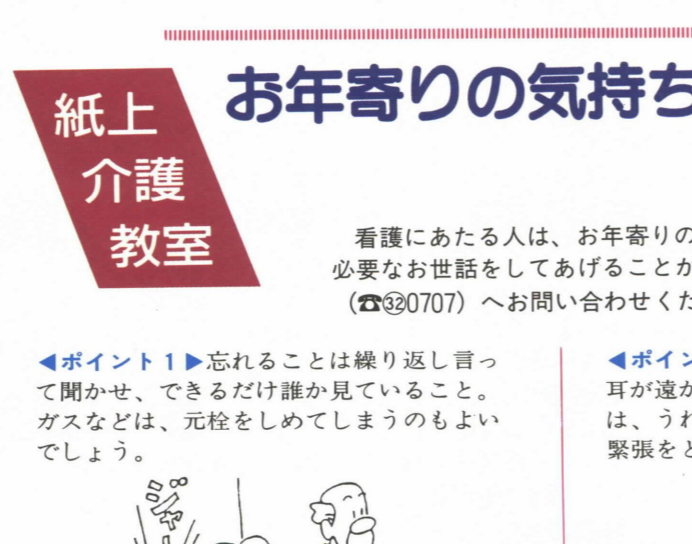 紙上
介護
教室
お年寄りの気持ち
看護にあたる人は、お年寄りの
必要なお世話をしてあげることか
（☎㉜0707）へお問い合わせくだ
◀ポイント１▶忘れることは繰り返し言っ
て聞かせ、できるだけ誰か見ていること。
ガスなどは、元栓をしめてしまうのもよい
でしょう。
◀ポイン
耳が遠か
は、うれ
緊張をと
ジャー